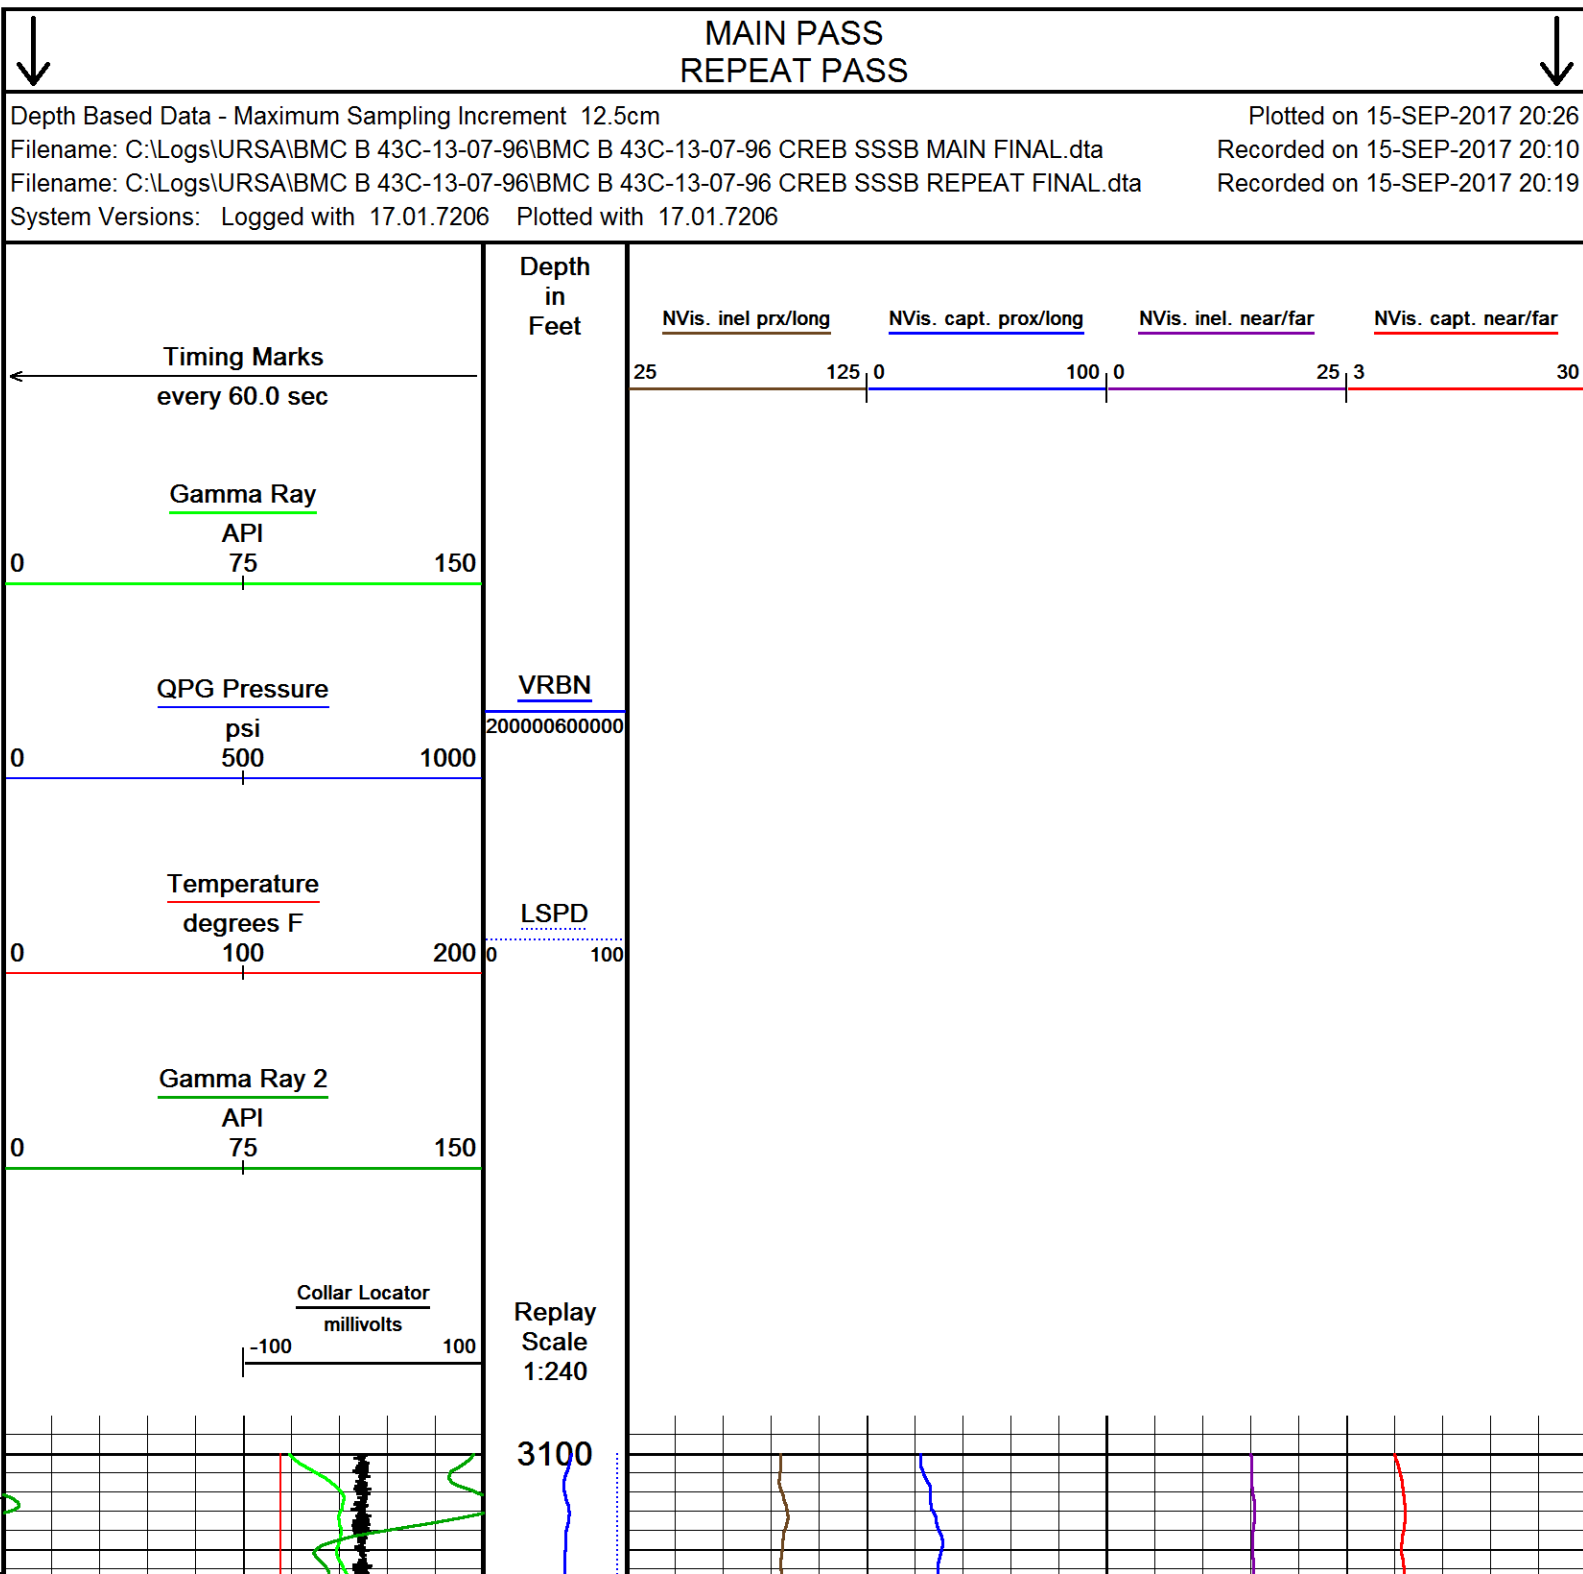 MAIN PASS
REPEAT PASS
Depth Based Data - Maximum Sampling Increment 12.5cm
Plotted on 15-SEP-2017 20:26
Filename: C:\Logs\URSA\BMC B 43C-13-07-96\BMC B 43C-13-07-96 CREB SSSB MAIN FINAL.dta
Recorded on 15-SEP-2017 20:10
Filename: C:\Logs\URSA\BMC B 43C-13-07-96\BMC B 43C-13-07-96 CREB SSSB REPEAT FINAL.dta
Recorded on 15-SEP-2017 20:19
System Versions: Logged with 17.01.7206 Plotted with 17.01.7206
Timing Marks
every 60.0 sec
Gamma Ray
API
0 75 150
QPG Pressure
psi
0 500 1000
Temperature
degrees F
0 100 200
Gamma Ray 2
API
0 75 150
Collar Locator
millivolts
-100 100
Depth
in
Feet
VRBN
200000600000
LSPD
0 100
Replay
Scale
1:240
3100
NVis. inel prx/long NVis. capt. prox/long NVis. inel. near/far NVis. capt. near/far
25 125 0 100 0 25 3 30